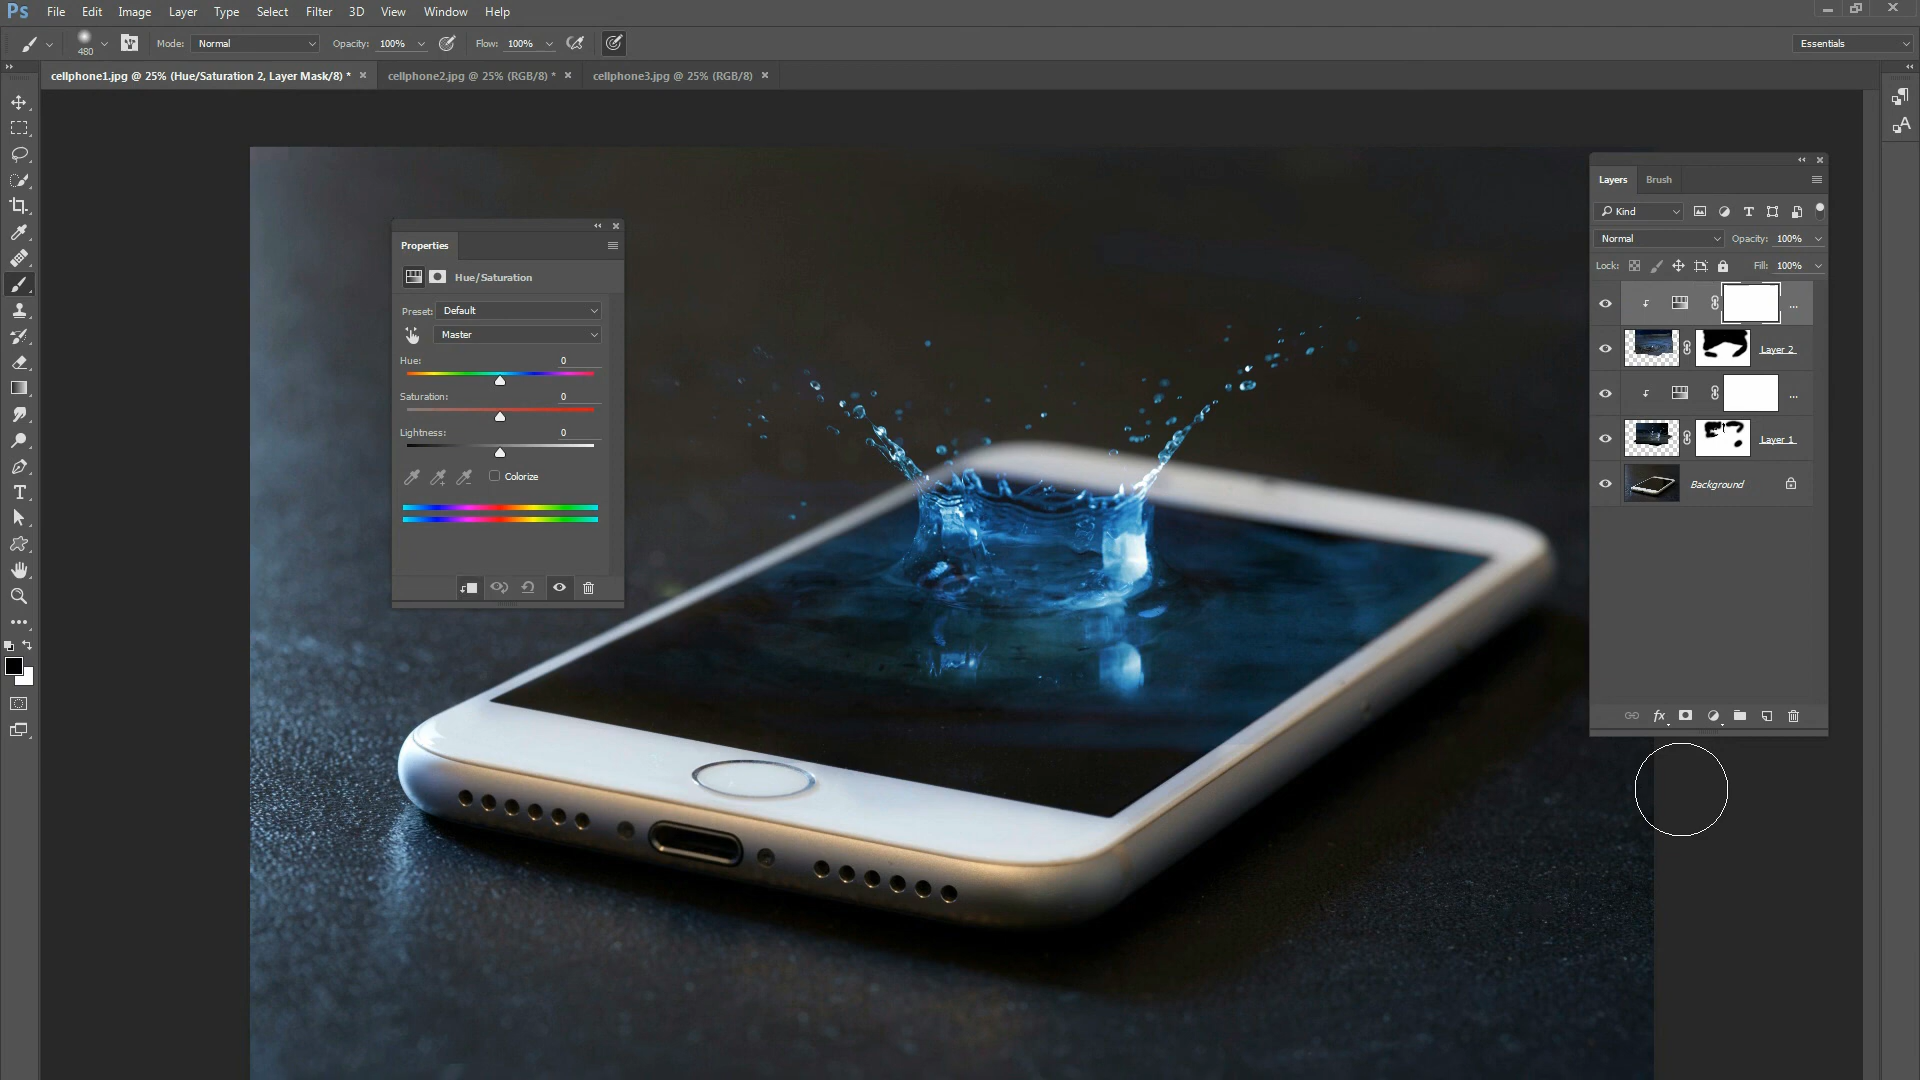 Ps File Edit Image Layer Type Select Filter 3D View Window Help
480 Mode: Normal Opacity: 100% Flow: 100% Essentials
cellphone1.jpg @ 25% (Hue/Saturation 2, Layer Mask/8) * × cellphone2.jpg @ 25% (RGB/8) * × cellphone3.jpg @ 25% (RGB/8) ×
Properties
Hue/Saturation
Preset: Default
Master
Hue: 0
Saturation: 0
Lightness: 0
Colorize
Layers Brush
Kind
Normal Opacity: 100%
Lock: Fill: 100%
...
Layer 2
...
Layer 1
Background
fx